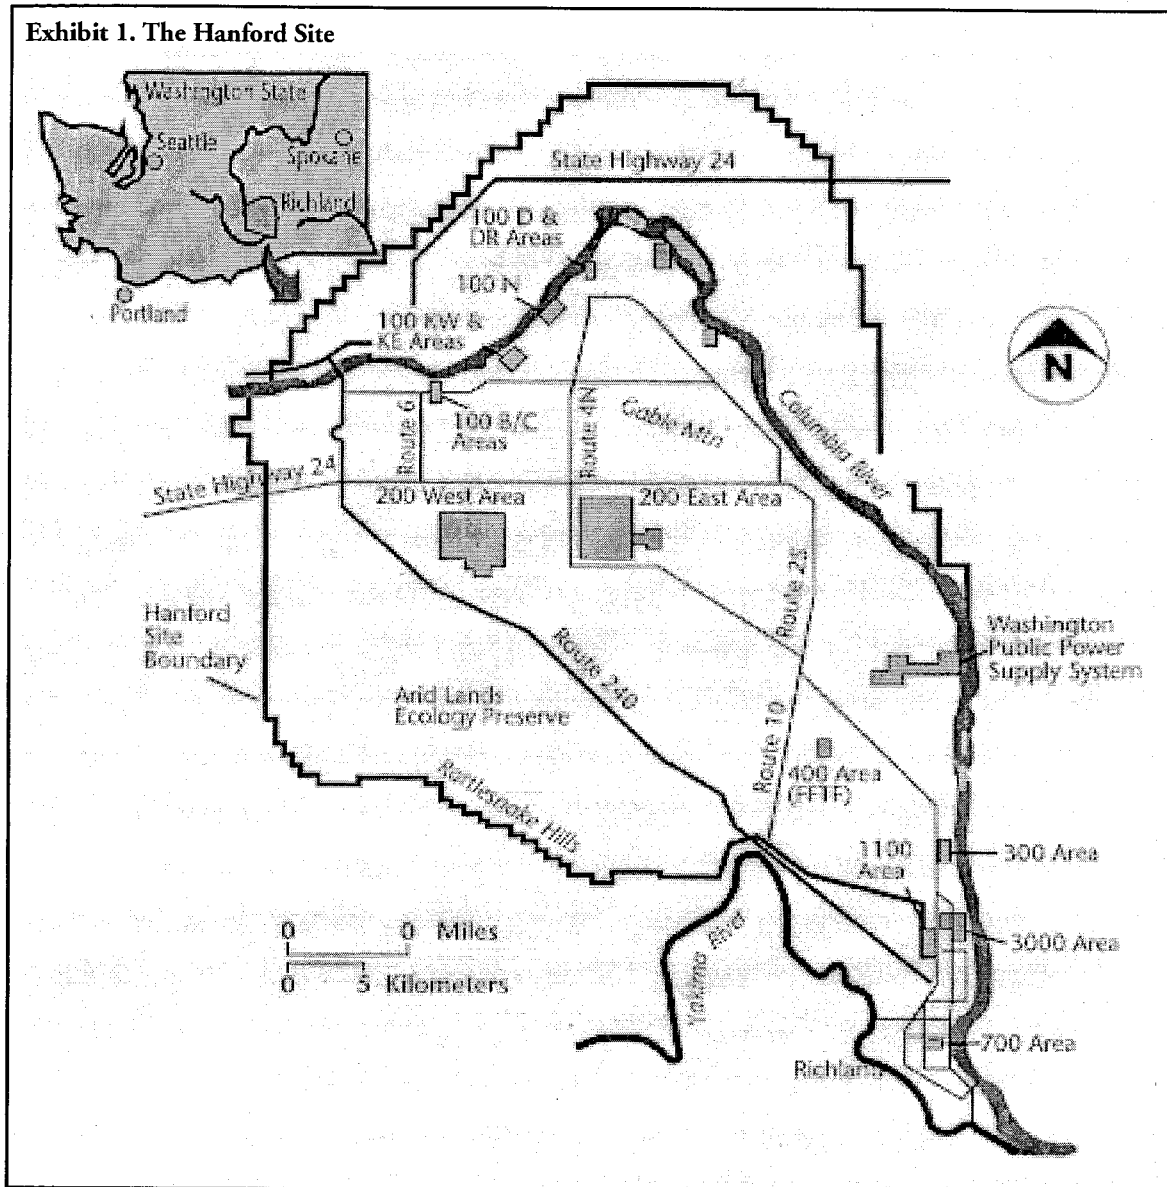 Exhibit 1. The Hanford Site
Washington State
Seattle
Spokane
Richland
Portland
State Highway 24
100 D &
DR Areas
100 N
100 KW &
KE Areas
N
100 B/C
Areas
Route 6
Route 4N
Gable Mtn
Columbia River
State Highway 24
200 West Area
200 East Area
Route 25
Hanford
Site
Boundary
Route 240
Washington
Public Power
Supply System
Arid Lands
Ecology Preserve
Route 10
400 Area
(FFTF)
Rattlesnake Hills
1100
Area
300 Area
0 0 Miles
0 5 Kilometers
Yakima River
3000 Area
700 Area
Richland